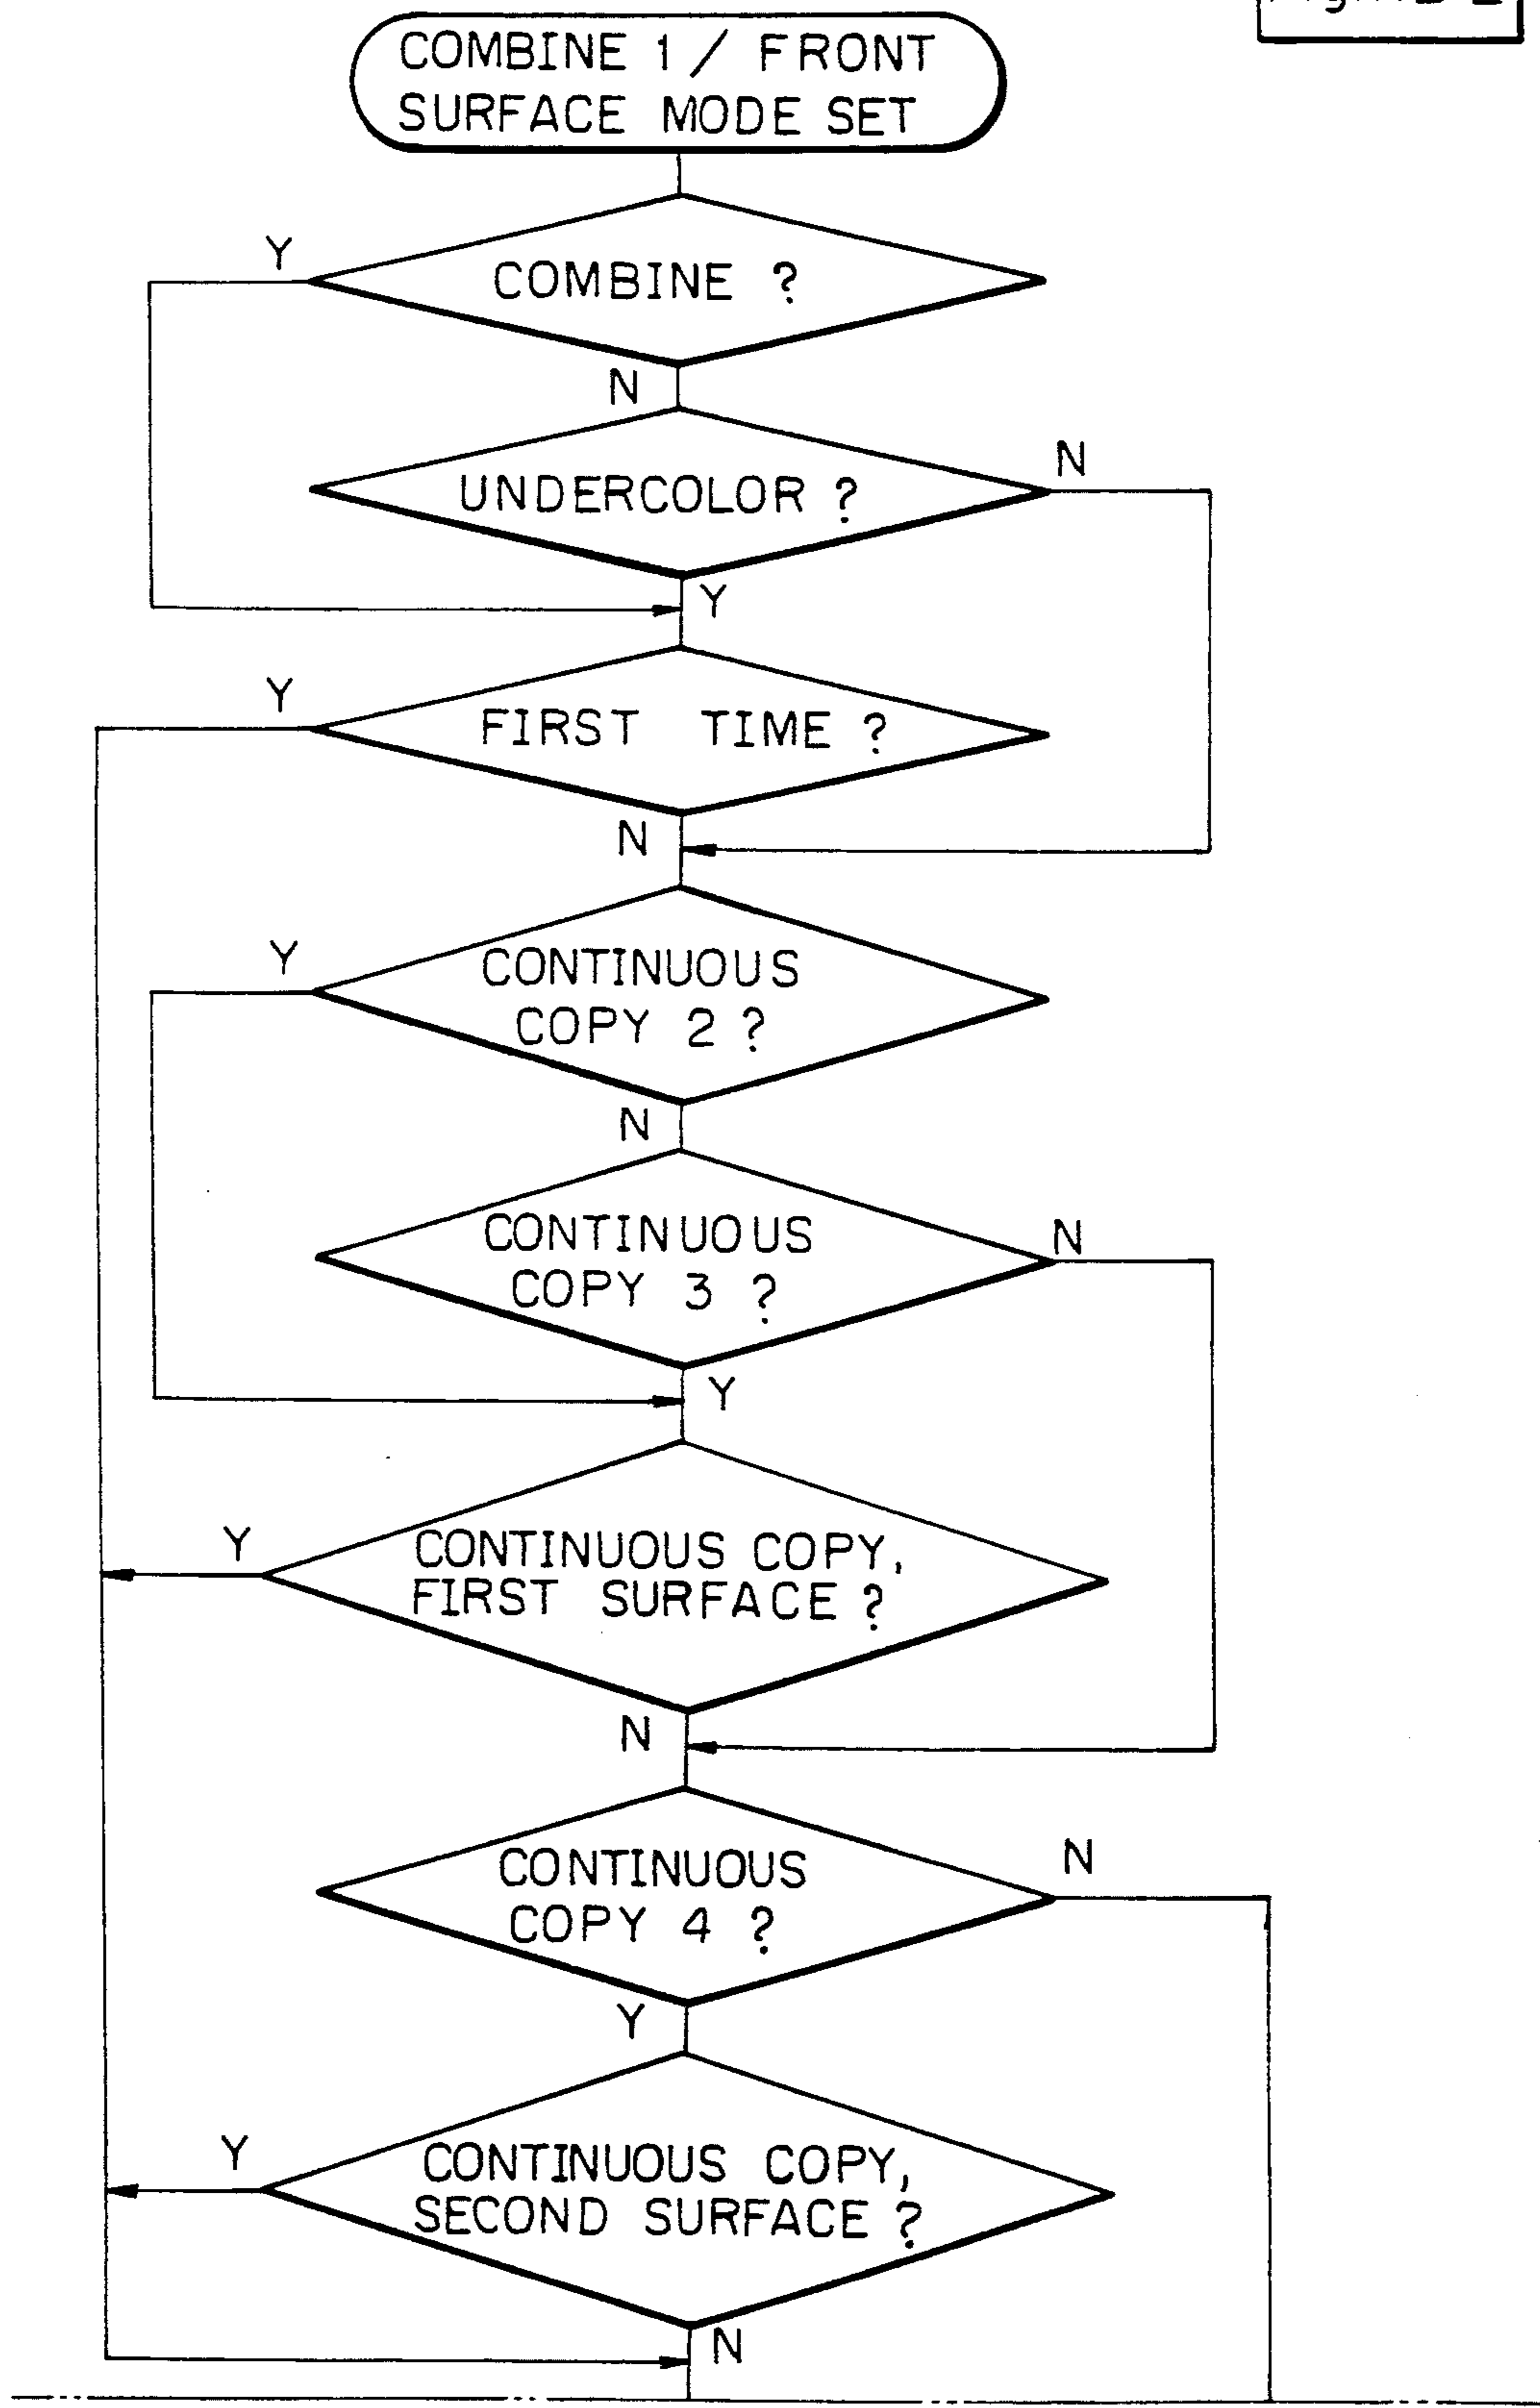 COMBINE 1 / FRONT
SURFACE MODE SET
Y
COMBINE ?
N
UNDERCOLOR ?
N
Y
Y
FIRST TIME ?
N
Y
CONTINUOUS
COPY 2 ?
N
CONTINUOUS
COPY 3 ?
N
Y
Y
CONTINUOUS COPY,
FIRST SURFACE ?
N
CONTINUOUS
COPY 4 ?
N
Y
Y
CONTINUOUS COPY,
SECOND SURFACE ?
N